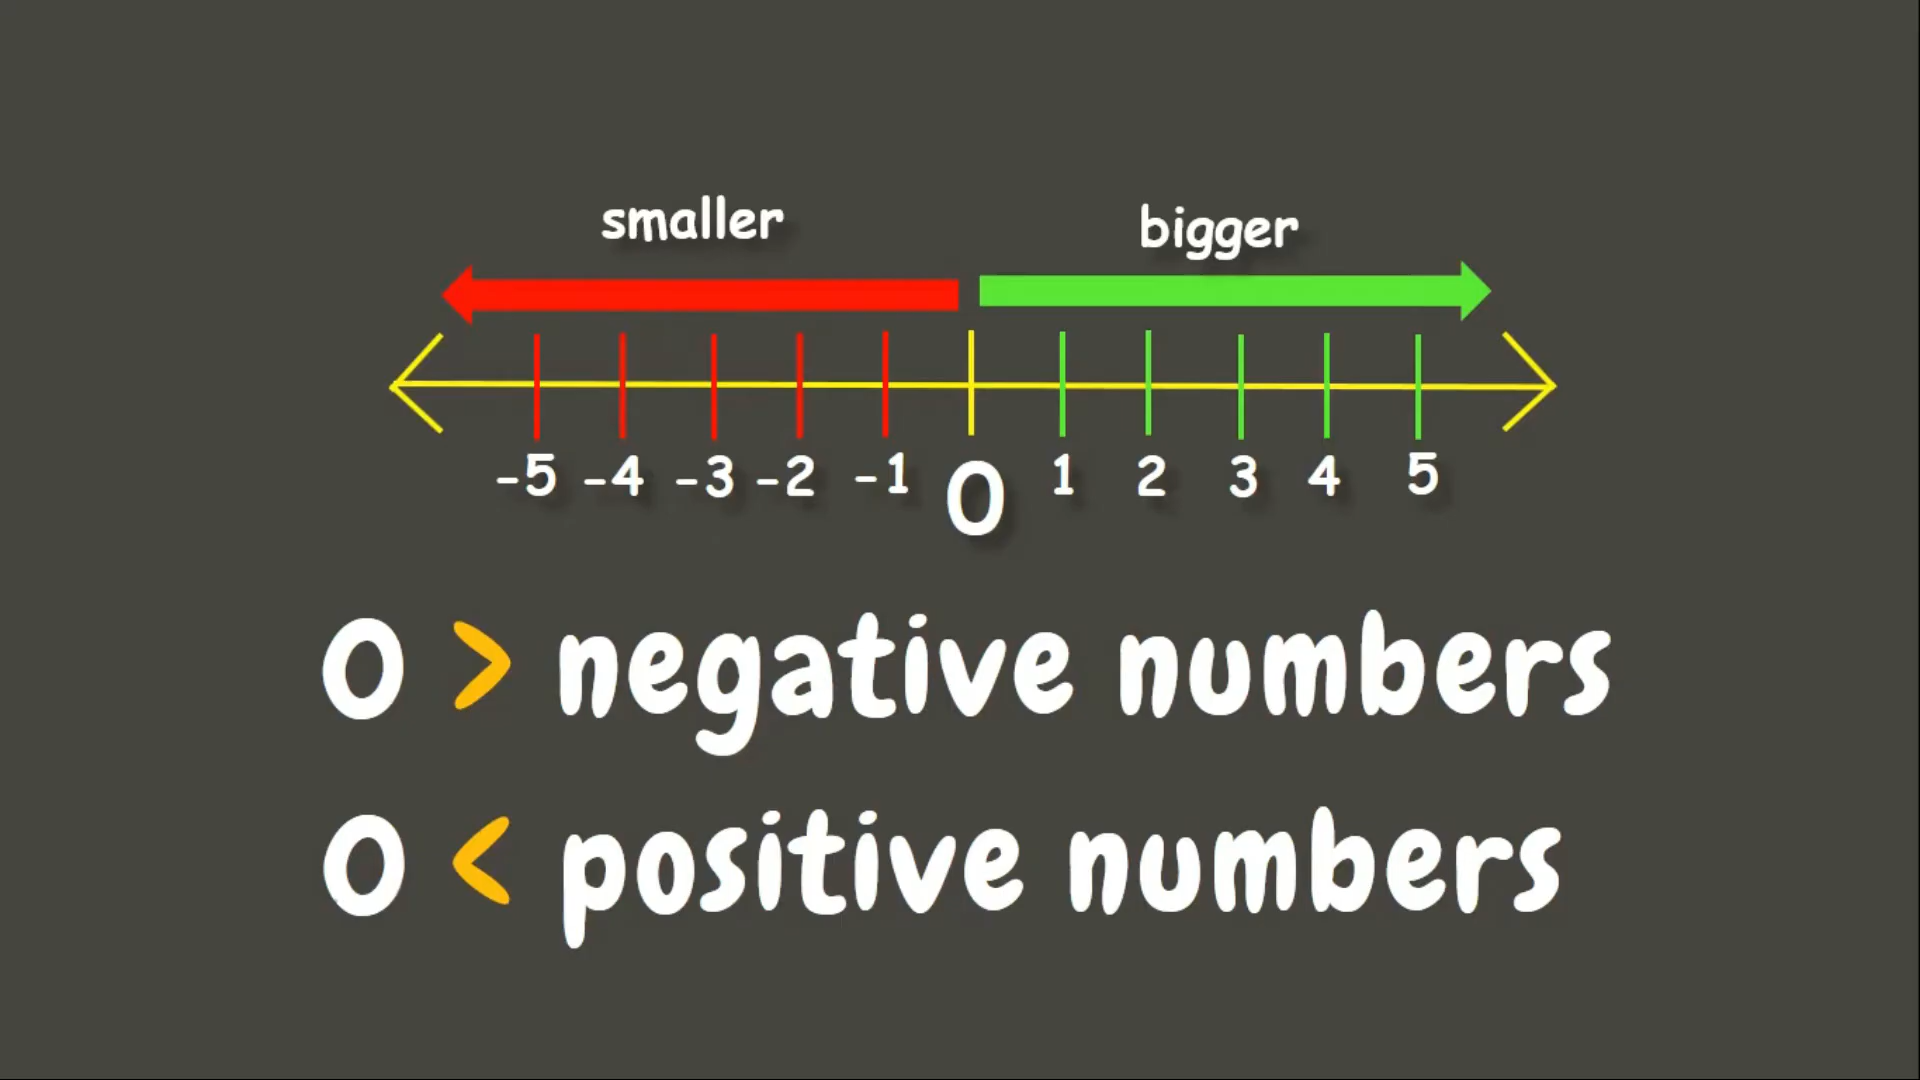 smaller bigger
-5 -4 -3 -2 -1 0 1 2 3 4 5
0 > negative numbers
0 < positive numbers